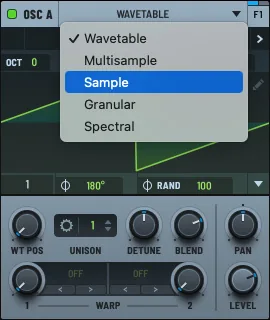 OSC A WAVETABLE F1
✓ Wavetable
OCT 0 Multisample
Sample
Granular
Spectral
1 180° RAND 100
WT POS 1 UNISON DETUNE BLEND PAN
OFF OFF
< > < >
1 WARP 2 LEVEL